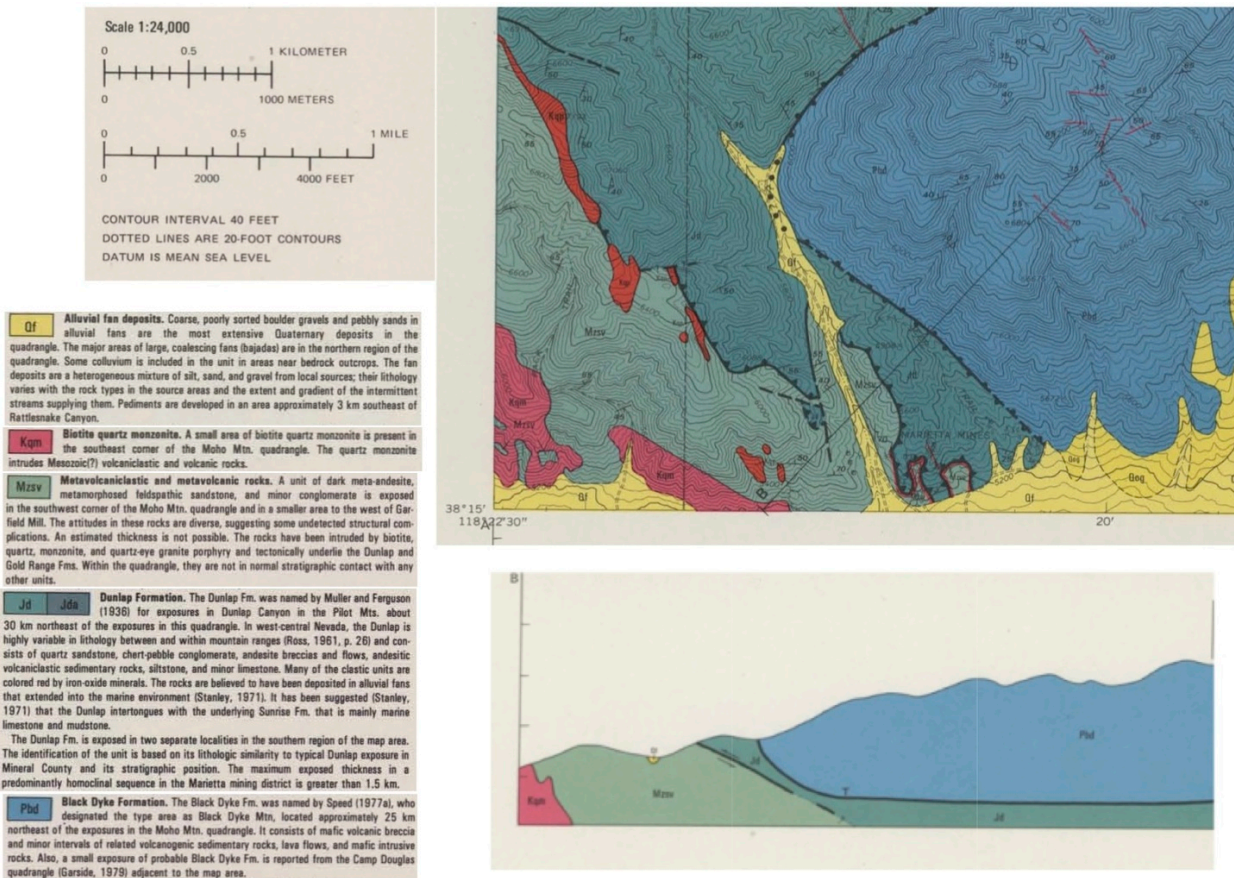 Scale 1:24,000
0 0.5 1 KILOMETER
0 1000 METERS
0 0.5 1 MILE
0 2000 4000 FEET
CONTOUR INTERVAL 40 FEET
DOTTED LINES ARE 20-FOOT CONTOURS
DATUM IS MEAN SEA LEVEL
Qf Alluvial fan deposits. Coarse, poorly sorted boulder gravels and pebbly sands in
alluvial fans are the most extensive Quaternary deposits in the
quadrangle. The major areas of large, coalescing fans (bajadas) are in the northern region of the
quadrangle. Some colluvium is included in the unit in areas near bedrock outcrops. The fan
deposits are a heterogeneous mixture of silt, sand, and gravel from local sources; their lithology
varies with the rock types in the source areas and the extent and gradient of the intermittent
streams supplying them. Pediments are developed in an area approximately 3 km southeast of
Rattlesnake Canyon.
Kqm Biotite quartz monzonite. A small area of biotite quartz monzonite is present in
the southeast corner of the Moho Mtn. quadrangle. The quartz monzonite
intrudes Mesozoic(?) volcaniclastic and volcanic rocks.
Mzsv Metavolcaniclastic and metavolcanic rocks. A unit of dark meta-andesite,
metamorphosed feldspathic sandstone, and minor conglomerate is exposed
in the southwest corner of the Moho Mtn. quadrangle and in a smaller area to the west of Gar-
field Mill. The attitudes in these rocks are diverse, suggesting some undetected structural com-
plications. An estimated thickness is not possible. The rocks have been intruded by biotite,
quartz, monzonite, and quartz-eye granite porphyry and tectonically underlie the Dunlap and
Gold Range Fms. Within the quadrangle, they are not in normal stratigraphic contact with any
other units.
Jd Jda Dunlap Formation. The Dunlap Fm. was named by Muller and Ferguson
(1936) for exposures in Dunlap Canyon in the Pilot Mts. about
30 km northeast of the exposures in this quadrangle. In west-central Nevada, the Dunlap is
highly variable in lithology between and within mountain ranges (Ross, 1961, p. 26) and con-
sists of quartz sandstone, chert-pebble conglomerate, andesite breccias and flows, andesitic
volcaniclastic sedimentary rocks, siltstone, and minor limestone. Many of the clastic units are
colored red by iron-oxide minerals. The rocks are believed to have been deposited in alluvial fans
that extended into the marine environment (Stanley, 1971). It has been suggested (Stanley,
1971) that the Dunlap intertongues with the underlying Sunrise Fm. that is mainly marine
limestone and mudstone.
The Dunlap Fm. is exposed in two separate localities in the southern region of the map area.
The identification of the unit is based on its lithologic similarity to typical Dunlap exposure in
Mineral County and its stratigraphic position. The maximum exposed thickness in a
predominantly homoclinal sequence in the Marietta mining district is greater than 1.5 km.
Pbd Black Dyke Formation. The Black Dyke Fm. was named by Speed (1977a), who
designated the type area as Black Dyke Mtn, located approximately 25 km
northeast of the exposures in the Moho Mtn. quadrangle. It consists of mafic volcanic breccia
and minor intervals of related volcanogenic sedimentary rocks, lava flows, and mafic intrusive
rocks. Also, a small exposure of probable Black Dyke Fm. is reported from the Camp Douglas
quadrangle (Garside, 1979) adjacent to the map area.
Kqp
Pbd
Jd
Qf
Kqp
Mzsv
TRAIL
Pbd
Mzsv
Jd
Kqm
Mzsv
MARIETTA MINES
Kqm
Qf
B
Qog
Qog
Qf
38°15'
118°22'30"
20'
A
B
Qf
Pbd
Jd
Kqm
Mzsv
T
Jd